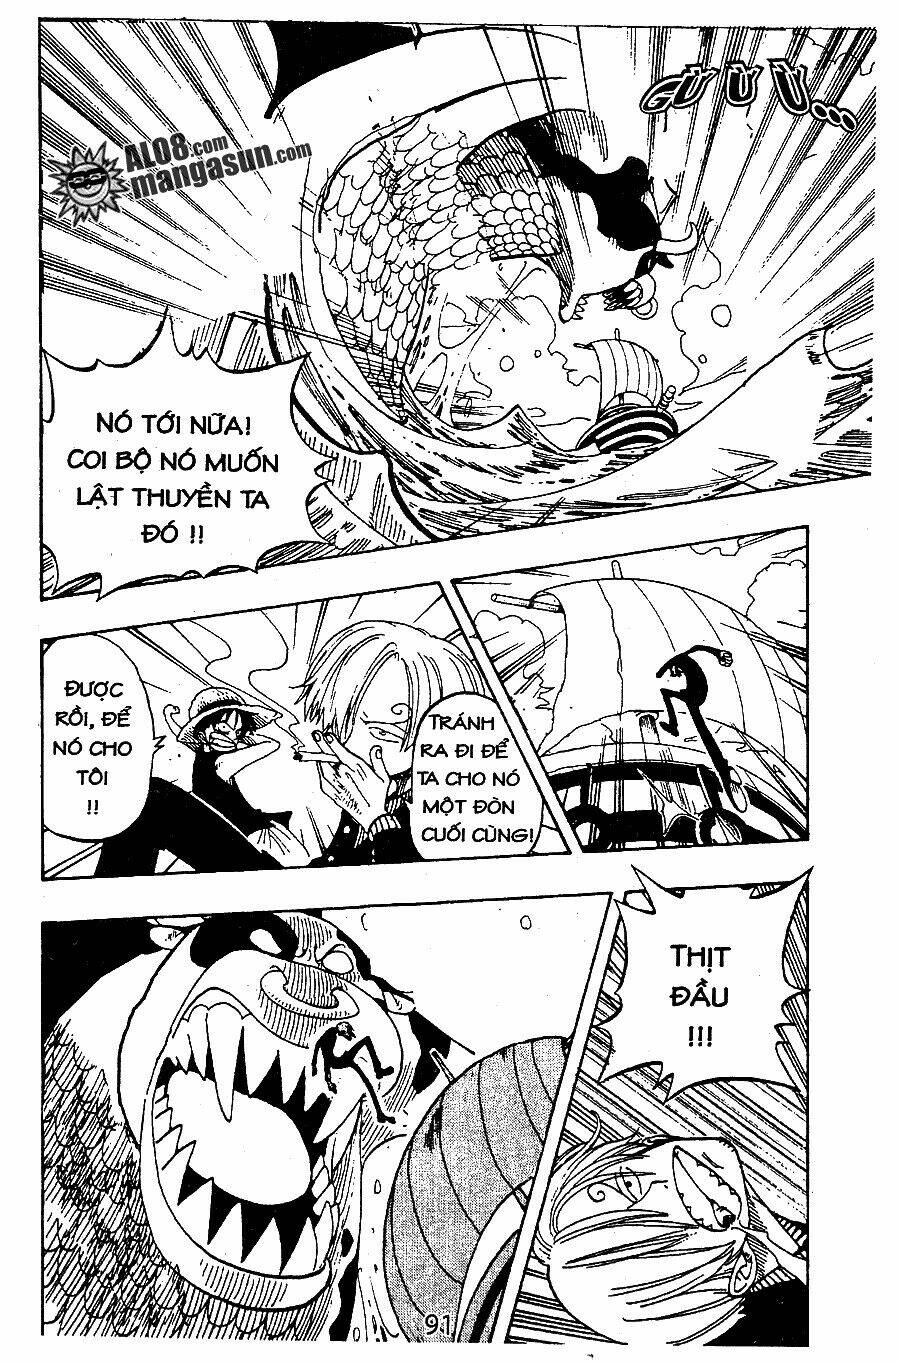 GỪ Ừ Ừ...
ALO8.com
mangasun.com
NÓ TỚI NỮA!
COI BỘ NÓ MUỐN
LẬT THUYỀN TA
ĐÓ !!
ĐƯỢC
RỒI, ĐỂ
NÓ CHO
TÔI
!!
TRÁNH
RA ĐI ĐỂ
TA CHO NÓ
MỘT ĐÒN
CUỐI CÙNG!
THỊT
ĐẦU
!!!
91